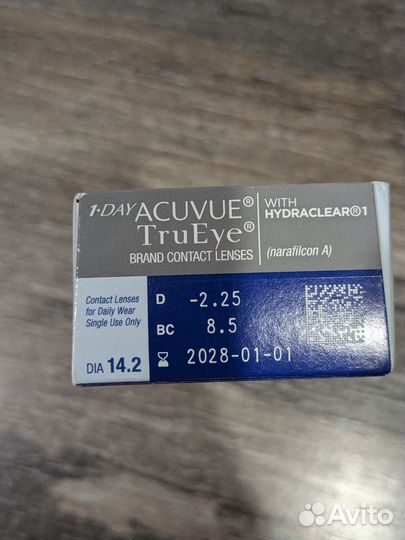 1·DAY ACUVUE®
TruEye®
BRAND CONTACT LENSES
WITH
HYDRACLEAR®1
(narafilcon A)
Contact Lenses
for Daily Wear
Single Use Only
DIA 14.2
D -2.25
BC 8.5
2028-01-01
Avito